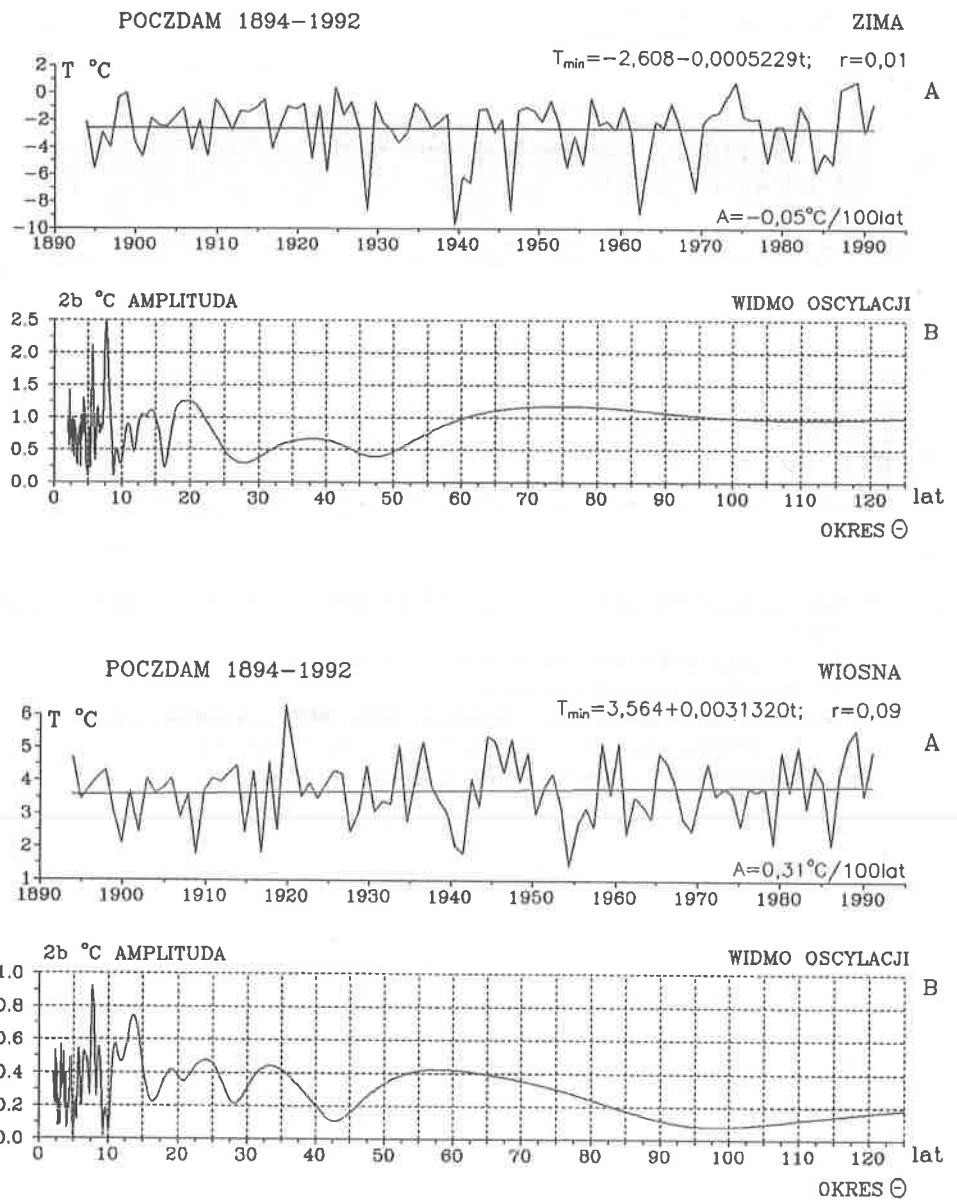 POCZDAM 1894−1992 ZIMA
T °C Tmin=−2,608−0,0005229t; r=0,01
A
2
0
−2
−4
−6
−8
−10
A=−0,05°C/100lat
1890 1900 1910 1920 1930 1940 1950 1960 1970 1980 1990
2b °C AMPLITUDA WIDMO OSCYLACJI
B
2.5
2.0
1.5
1.0
0.5
0.0
0 10 20 30 40 50 60 70 80 90 100 110 120 lat
OKRES Θ
POCZDAM 1894−1992 WIOSNA
T °C Tmin=3,564+0,0031320t; r=0,09
A
6
5
4
3
2
1
A=0,31°C/100lat
1890 1900 1910 1920 1930 1940 1950 1960 1970 1980 1990
2b °C AMPLITUDA WIDMO OSCYLACJI
B
1.0
0.8
0.6
0.4
0.2
0.0
0 10 20 30 40 50 60 70 80 90 100 110 120 lat
OKRES Θ